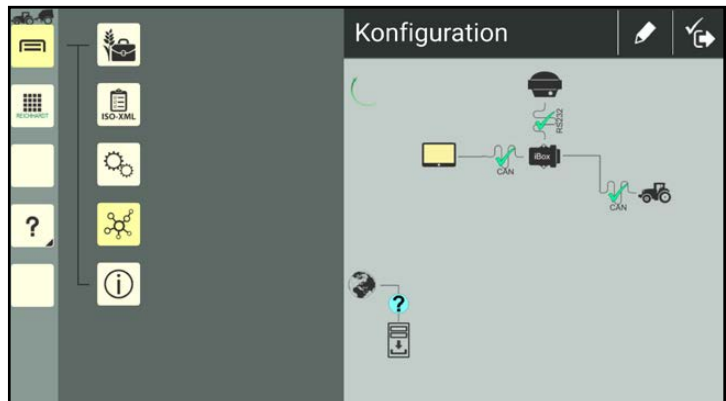 Konfiguration
REICHHARDT
ISO-XML
RS232
iBox
CAN
CAN
?
?